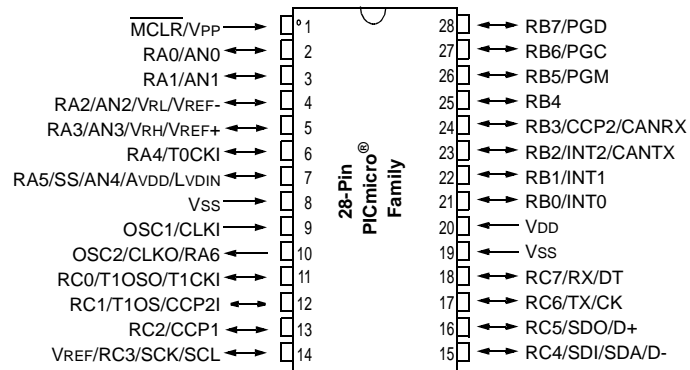 MCLR/VPP 1 28 RB7/PGD
RA0/AN0 2 27 RB6/PGC
RA1/AN1 3 26 RB5/PGM
RA2/AN2/VRL/VREF- 4 25 RB4
RA3/AN3/VRH/VREF+ 5 24 RB3/CCP2/CANRX
RA4/T0CKI 6 23 RB2/INT2/CANTX
RA5/SS/AN4/AVDD/LVDIN 7 22 RB1/INT1
VSS 8 21 RB0/INT0
OSC1/CLKI 9 20 VDD
OSC2/CLKO/RA6 10 19 VSS
RC0/T1OSO/T1CKI 11 18 RC7/RX/DT
RC1/T1OS/CCP2I 12 17 RC6/TX/CK
RC2/CCP1 13 16 RC5/SDO/D+
VREF/RC3/SCK/SCL 14 15 RC4/SDI/SDA/D-
28-Pin
PICmicro®
Family